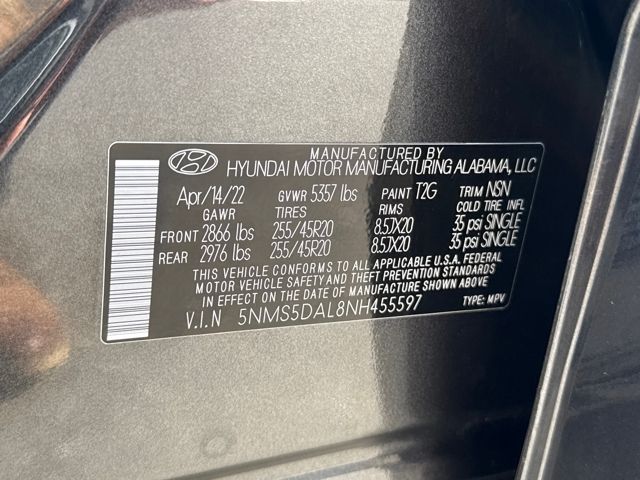 MANUFACTURED BY
HYUNDAI MOTOR MANUFACTURING ALABAMA, LLC
Apr/14/22 GVWR 5357 lbs PAINT T2G TRIM NSN
GAWR TIRES RIMS COLD TIRE INFL
FRONT 2866 lbs 255/45R20 8.5JX20 35 psi SINGLE
REAR 2976 lbs 255/45R20 8.5JX20 35 psi SINGLE
THIS VEHICLE CONFORMS TO ALL APPLICABLE U.S.A. FEDERAL
MOTOR VEHICLE SAFETY AND THEFT PREVENTION STANDARDS
IN EFFECT ON THE DATE OF MANUFACTURE SHOWN ABOVE
V.I.N 5NMS5DAL8NH455597 TYPE: MPV